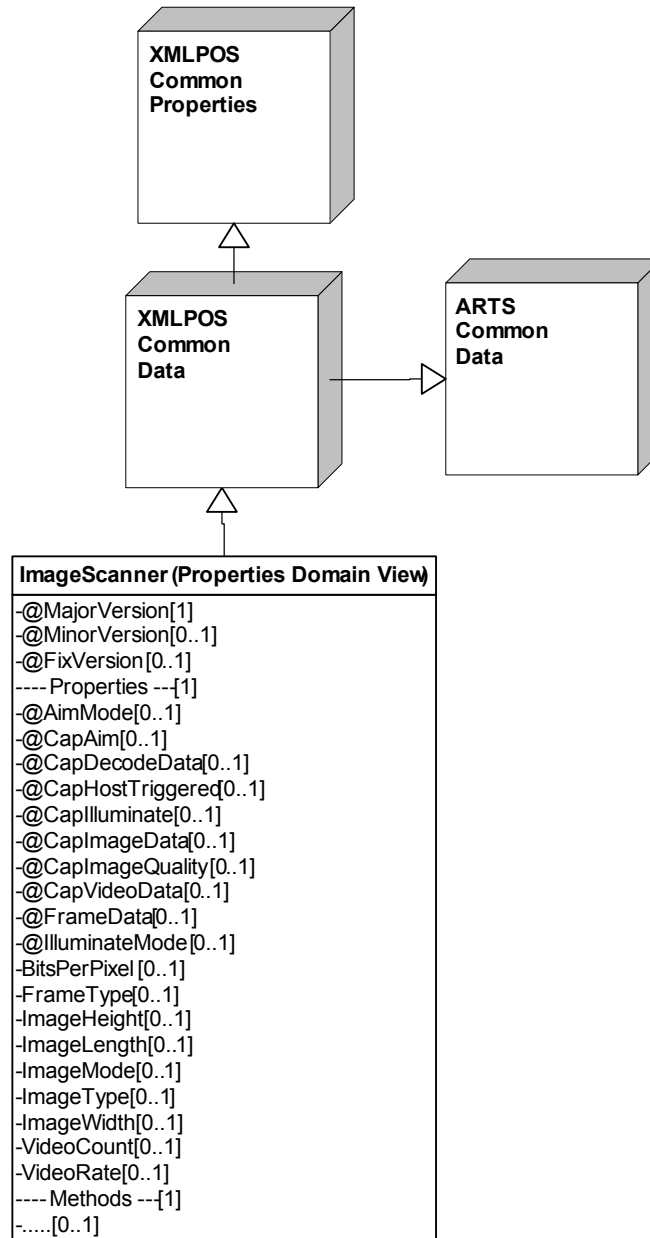 XMLPOS
Common
Properties
XMLPOS
Common
Data
ARTS
Common
Data
ImageScanner (Properties Domain View)
-@MajorVersion[1]
-@MinorVersion[0..1]
-@FixVersion[0..1]
---- Properties ---[1]
-@AimMode[0..1]
-@CapAim[0..1]
-@CapDecodeData[0..1]
-@CapHostTriggered[0..1]
-@CapIlluminate[0..1]
-@CapImageData[0..1]
-@CapImageQuality[0..1]
-@CapVideoData[0..1]
-@FrameData[0..1]
-@IlluminateMode[0..1]
-BitsPerPixel[0..1]
-FrameType[0..1]
-ImageHeight[0..1]
-ImageLength[0..1]
-ImageMode[0..1]
-ImageType[0..1]
-ImageWidth[0..1]
-VideoCount[0..1]
-VideoRate[0..1]
---- Methods ---[1]
-.....[0..1]